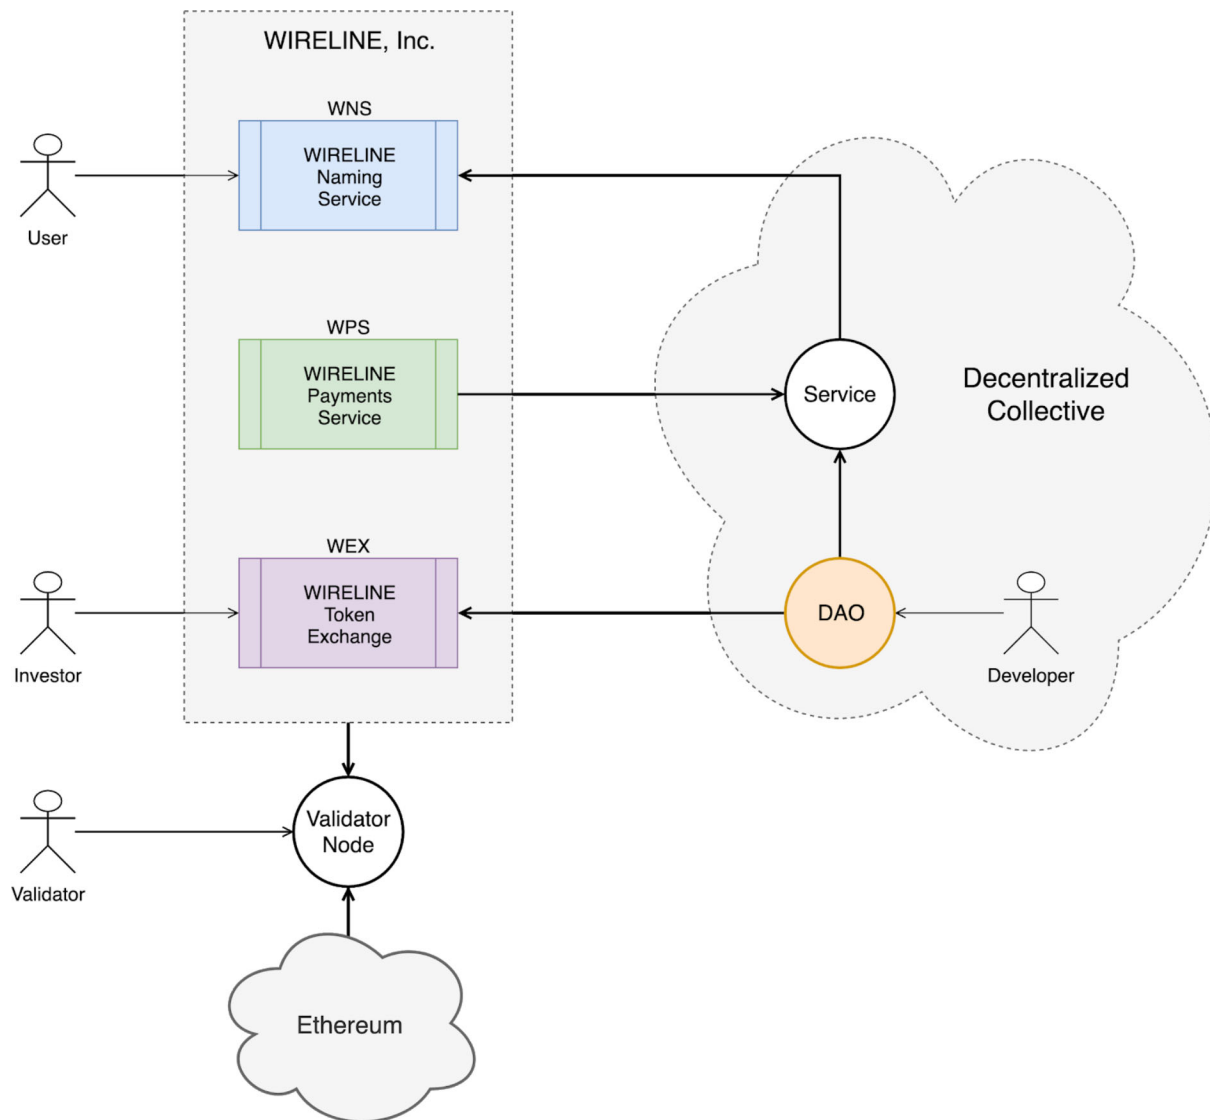 WIRELINE, Inc.
WNS
WIRELINE
Naming
Service
User
WPS
WIRELINE
Payments
Service
Service
Decentralized
Collective
WEX
WIRELINE
Token
Exchange
Investor
DAO
Developer
Validator
Node
Validator
Ethereum